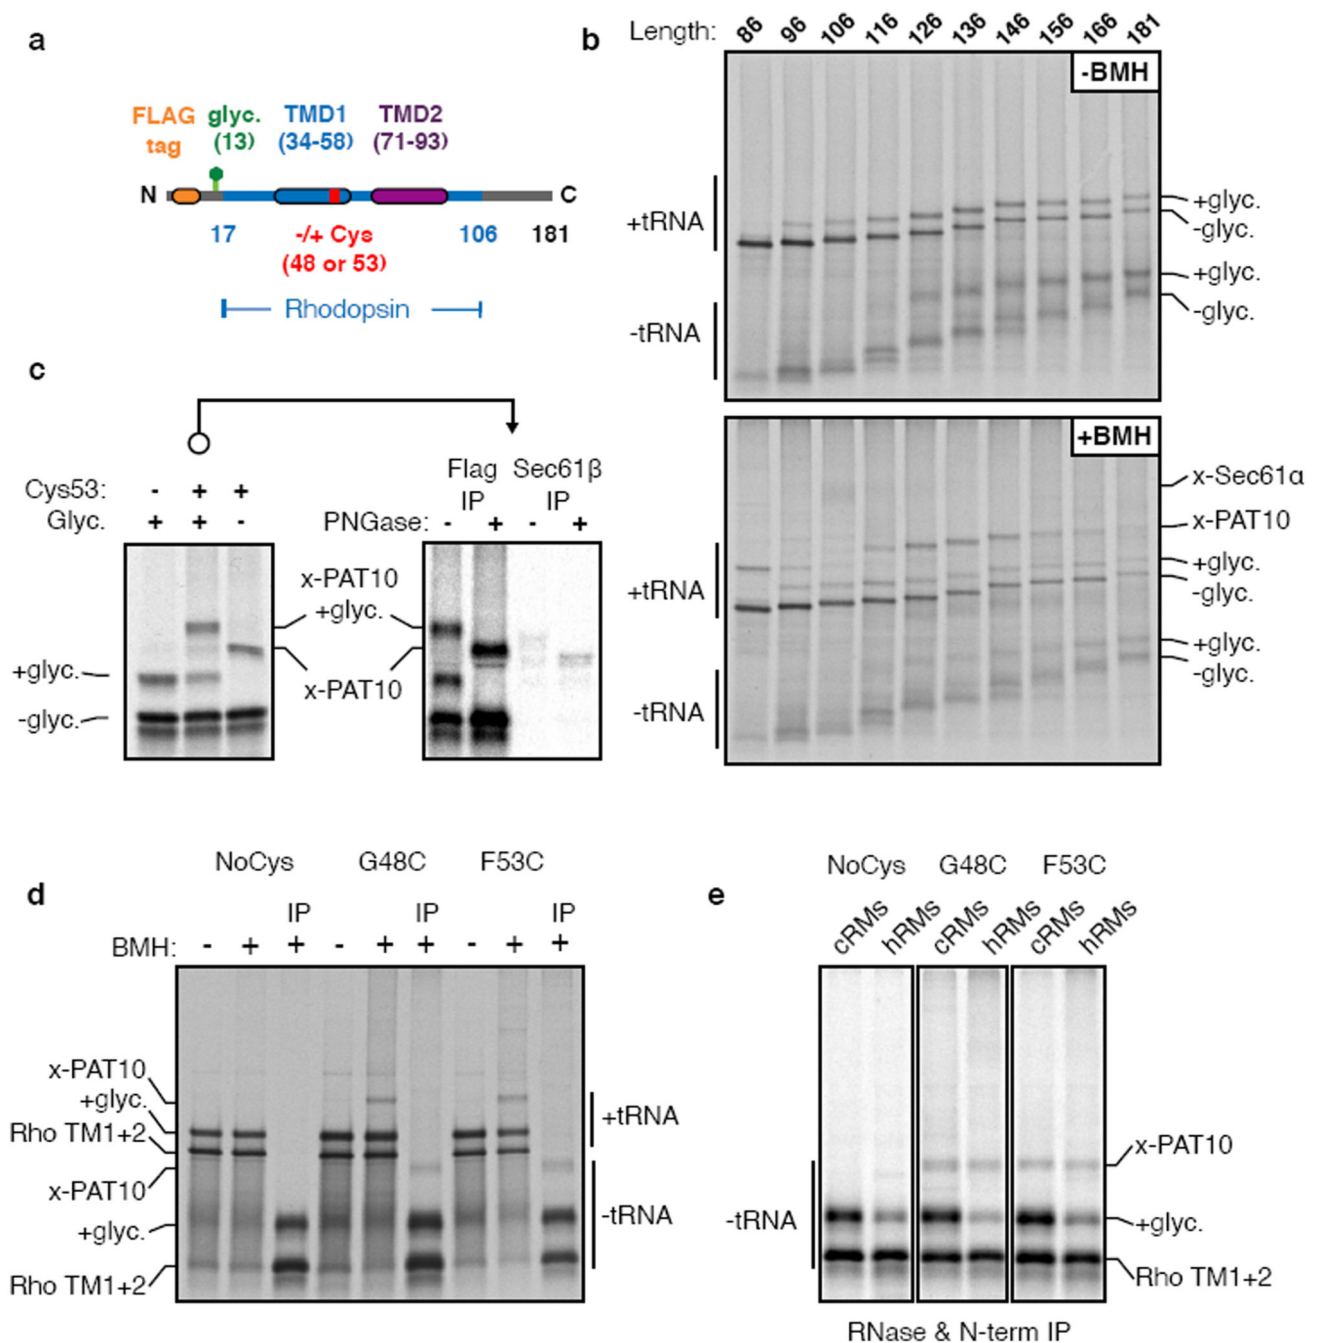 a
FLAG tag
glyc. (13)
TMD1 (34-58)
TMD2 (71-93)
N
C
17
-/+ Cys (48 or 53)
106
181
Rhodopsin
b
Length: 86 96 106 116 126 136 146 156 166 181
-BMH
+tRNA
-tRNA
+glyc.
-glyc.
+glyc.
-glyc.
+BMH
+tRNA
-tRNA
x-Sec61α
x-PAT10
+glyc.
-glyc.
+glyc.
-glyc.
c
Cys53: - + +
Glyc. + + -
+glyc.
-glyc.
x-PAT10
+glyc.
x-PAT10
Flag IP
Sec61β IP
PNGase: - + - +
d
NoCys G48C F53C
IP IP IP
BMH: - + + - + + - + +
x-PAT10
+glyc.
Rho TM1+2
x-PAT10
+glyc.
Rho TM1+2
+tRNA
-tRNA
e
NoCys G48C F53C
cRMs hRMs cRMs hRMs cRMs hRMs
-tRNA
x-PAT10
+glyc.
Rho TM1+2
RNase & N-term IP